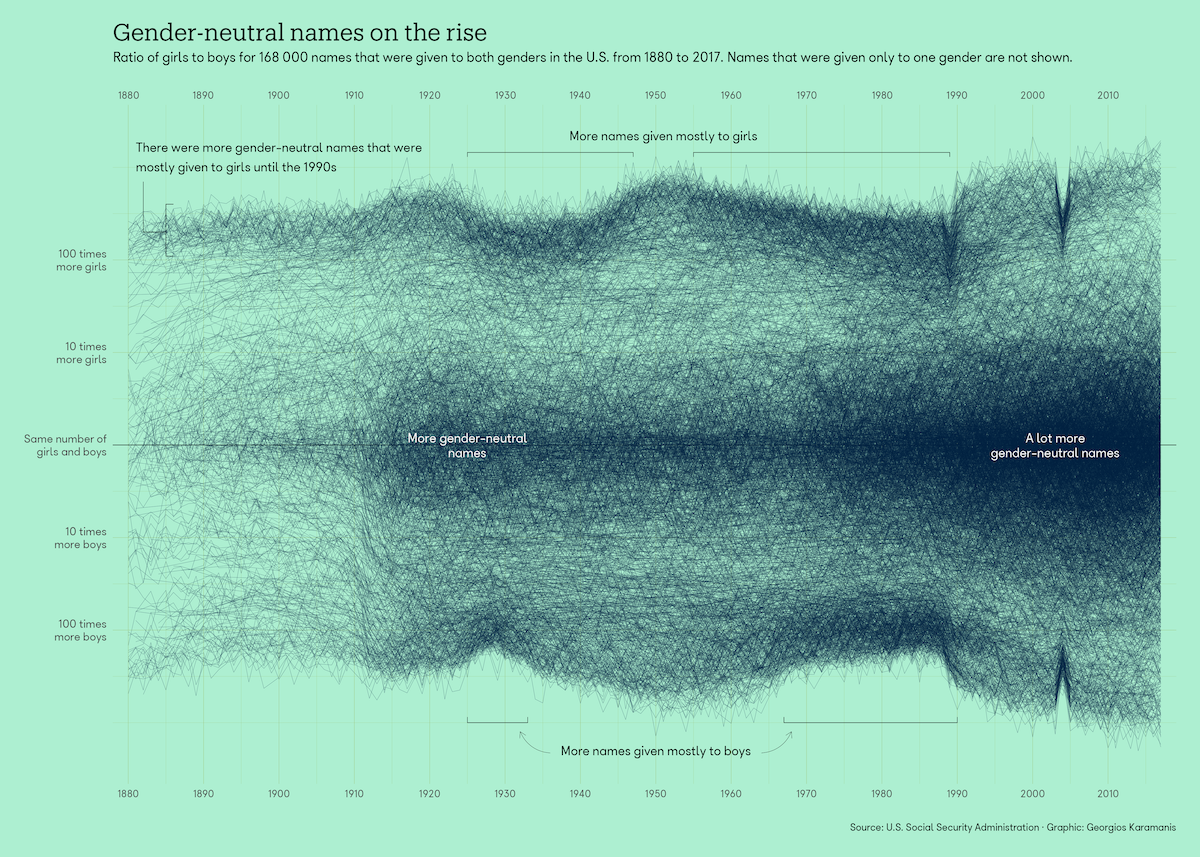 Gender-neutral names on the rise
Ratio of girls to boys for 168 000 names that were given to both genders in the U.S. from 1880 to 2017. Names that were given only to one gender are not shown.
1880 1890 1900 1910 1920 1930 1940 1950 1960 1970 1980 1990 2000 2010
More names given mostly to girls
There were more gender-neutral names that were
mostly given to girls until the 1990s
100 times
more girls
10 times
more girls
Same number of
girls and boys
More gender-neutral
names
A lot more
gender-neutral names
10 times
more boys
100 times
more boys
More names given mostly to boys
1880 1890 1900 1910 1920 1930 1940 1950 1960 1970 1980 1990 2000 2010
Source: U.S. Social Security Administration · Graphic: Georgios Karamanis